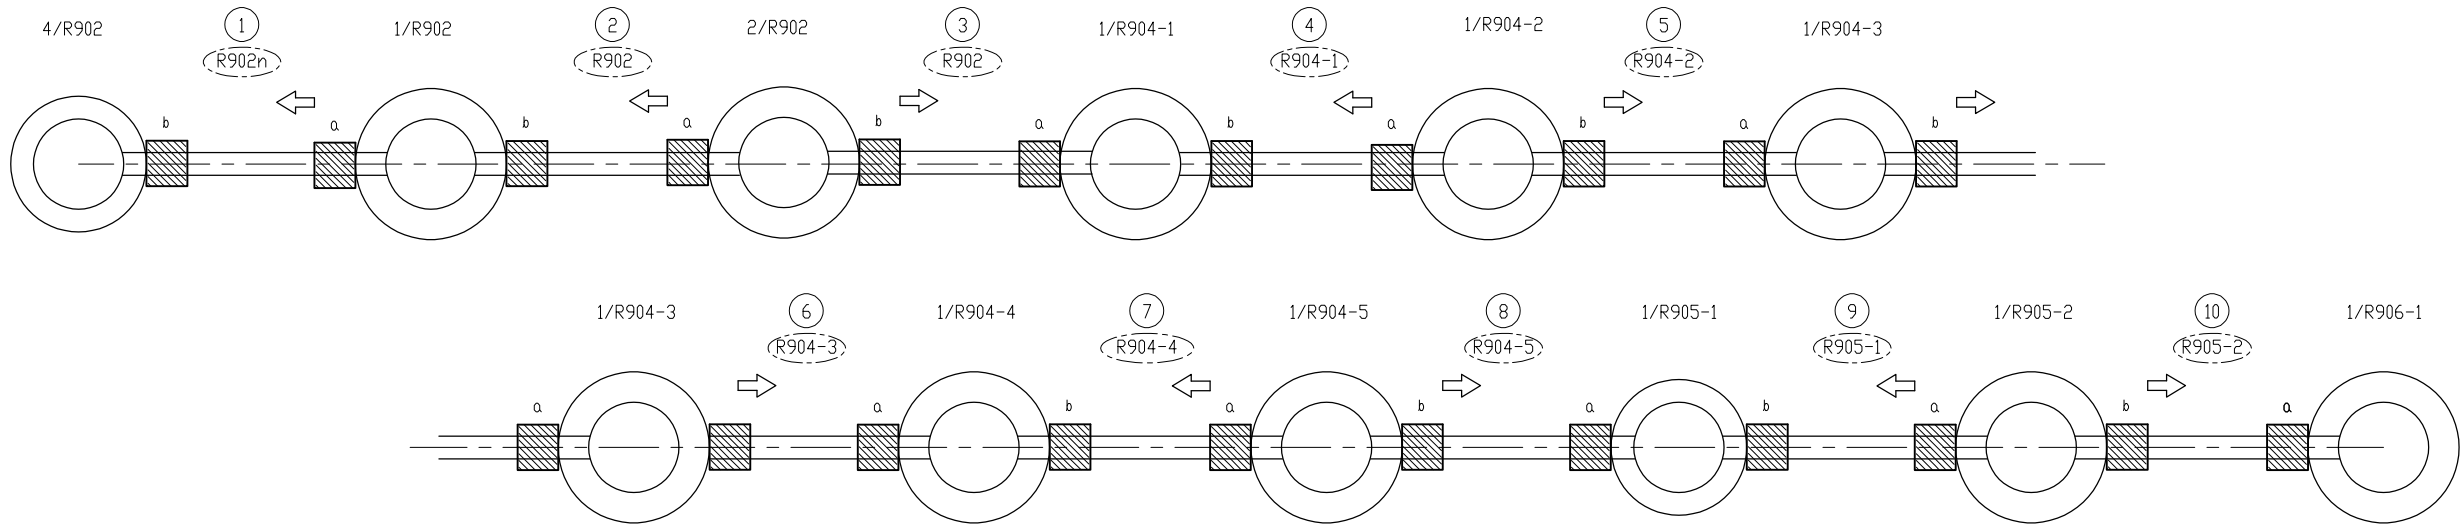 4/R902 1 1/R902 2 2/R902 3 1/R904-1 4 1/R904-2 5 1/R904-3
R902n R902 R902 R904-1 R904-2
b a b a b a b a b a b
1/R904-3 6 1/R904-4 7 1/R904-5 8 1/R905-1 9 1/R905-2 10 1/R906-1
R904-3 R904-4 R904-5 R905-1 R905-2
a a b a b a b a b a